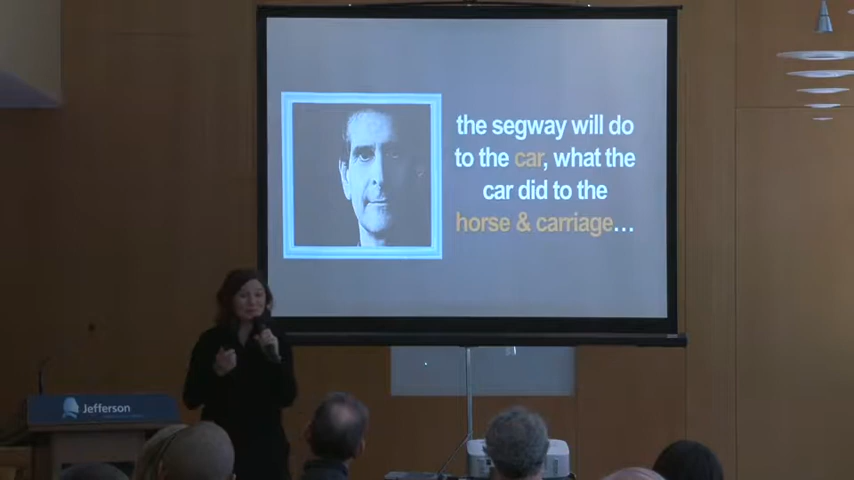 the segway will do
to the car, what the
car did to the
horse & carriage...
Jefferson